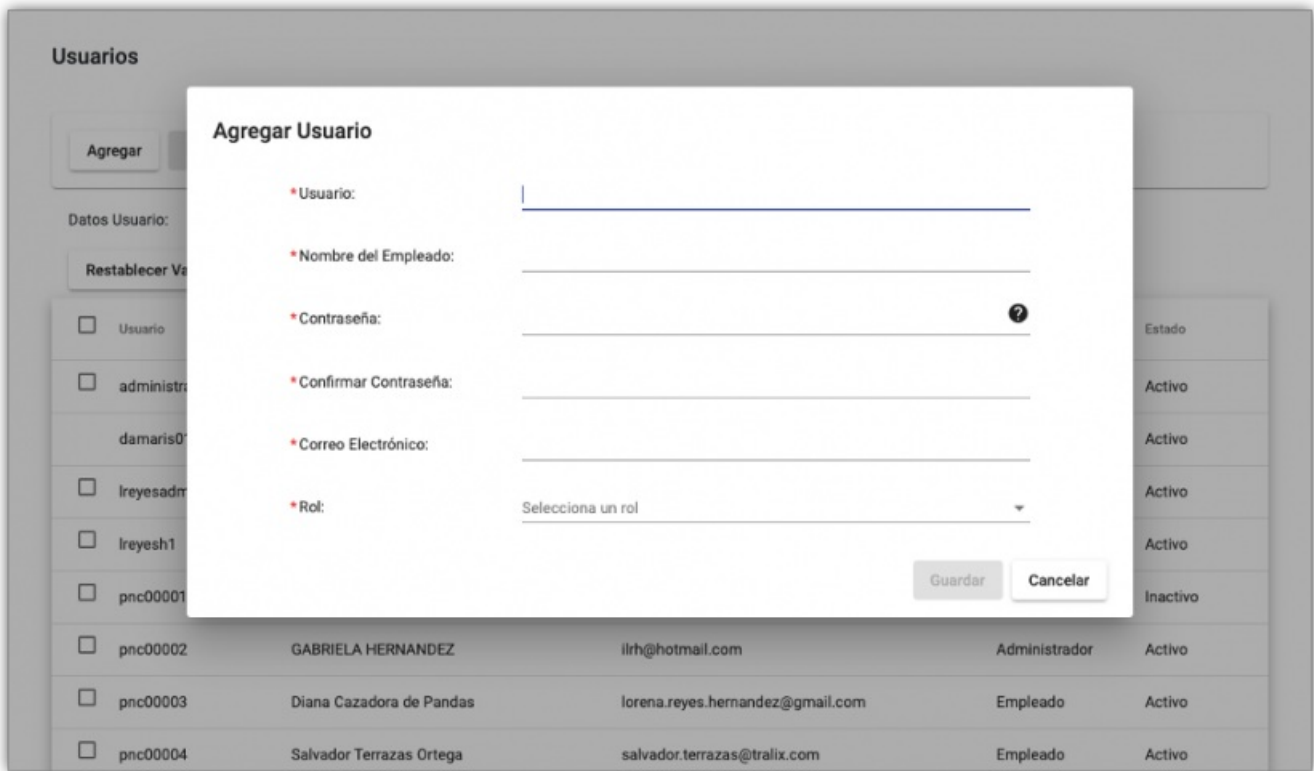 Usuarios
Agregar Usuario
Agregar
*Usuario:
Datos Usuario:
*Nombre del Empleado:
Restablecer Va
*Contraseña:
?
Usuario
Estado
*Confirmar Contraseña:
administra
Activo
damaris01
*Correo Electrónico:
Activo
lreyesadm
*Rol:
Selecciona un rol
Activo
lreyesh1
Activo
Guardar
Cancelar
pnc00001
Inactivo
pnc00002 GABRIELA HERNANDEZ ilrh@hotmail.com Administrador Activo
pnc00003 Diana Cazadora de Pandas lorena.reyes.hernandez@gmail.com Empleado Activo
pnc00004 Salvador Terrazas Ortega salvador.terrazas@tralix.com Empleado Activo